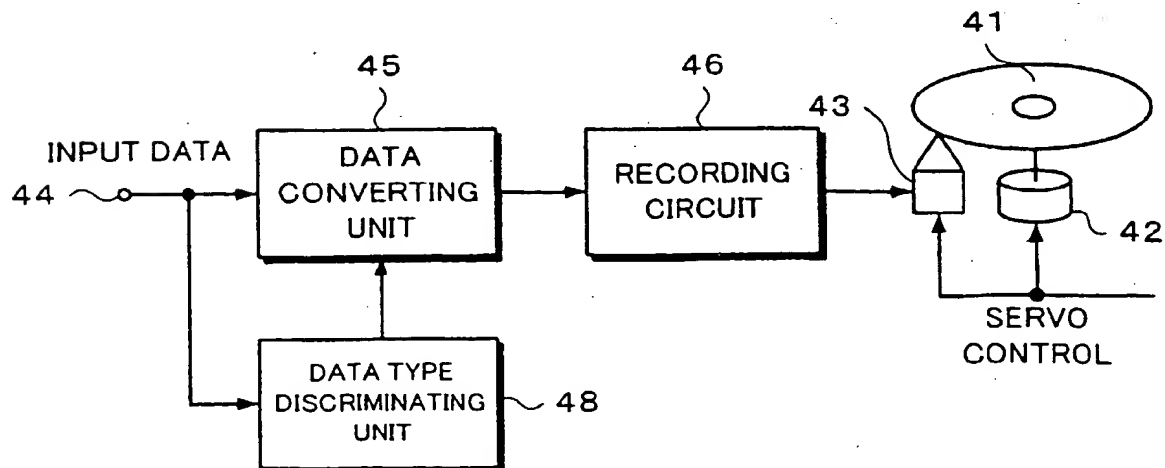 41
45
46
43
INPUT DATA
44
DATA
CONVERTING
UNIT
RECORDING
CIRCUIT
42
SERVO
CONTROL
DATA TYPE
DISCRIMINATING
UNIT
48